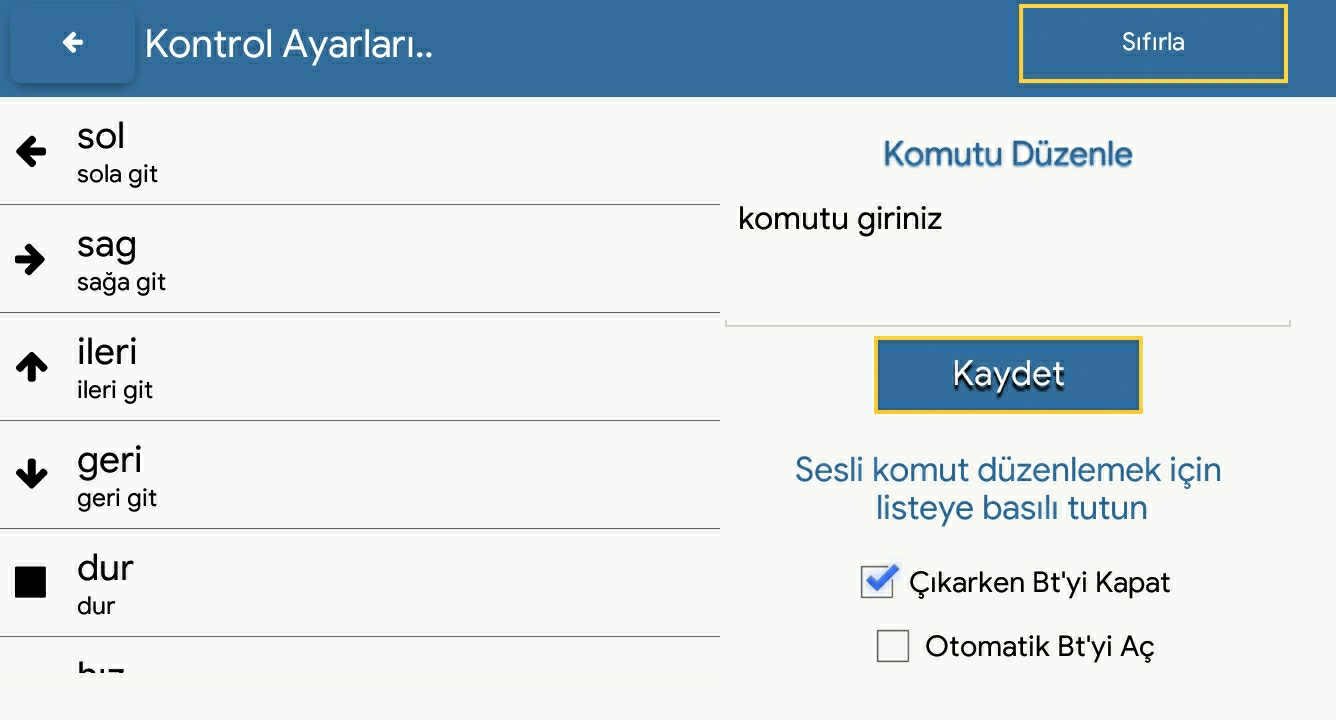 Kontrol Ayarları..
Sıfırla
sol
sola git
sag
sağa git
ileri
ileri git
geri
geri git
dur
dur
Komutu Düzenle
komutu giriniz
Kaydet
Sesli komut düzenlemek için
listeye basılı tutun
Çıkarken Bt'yi Kapat
Otomatik Bt'yi Aç